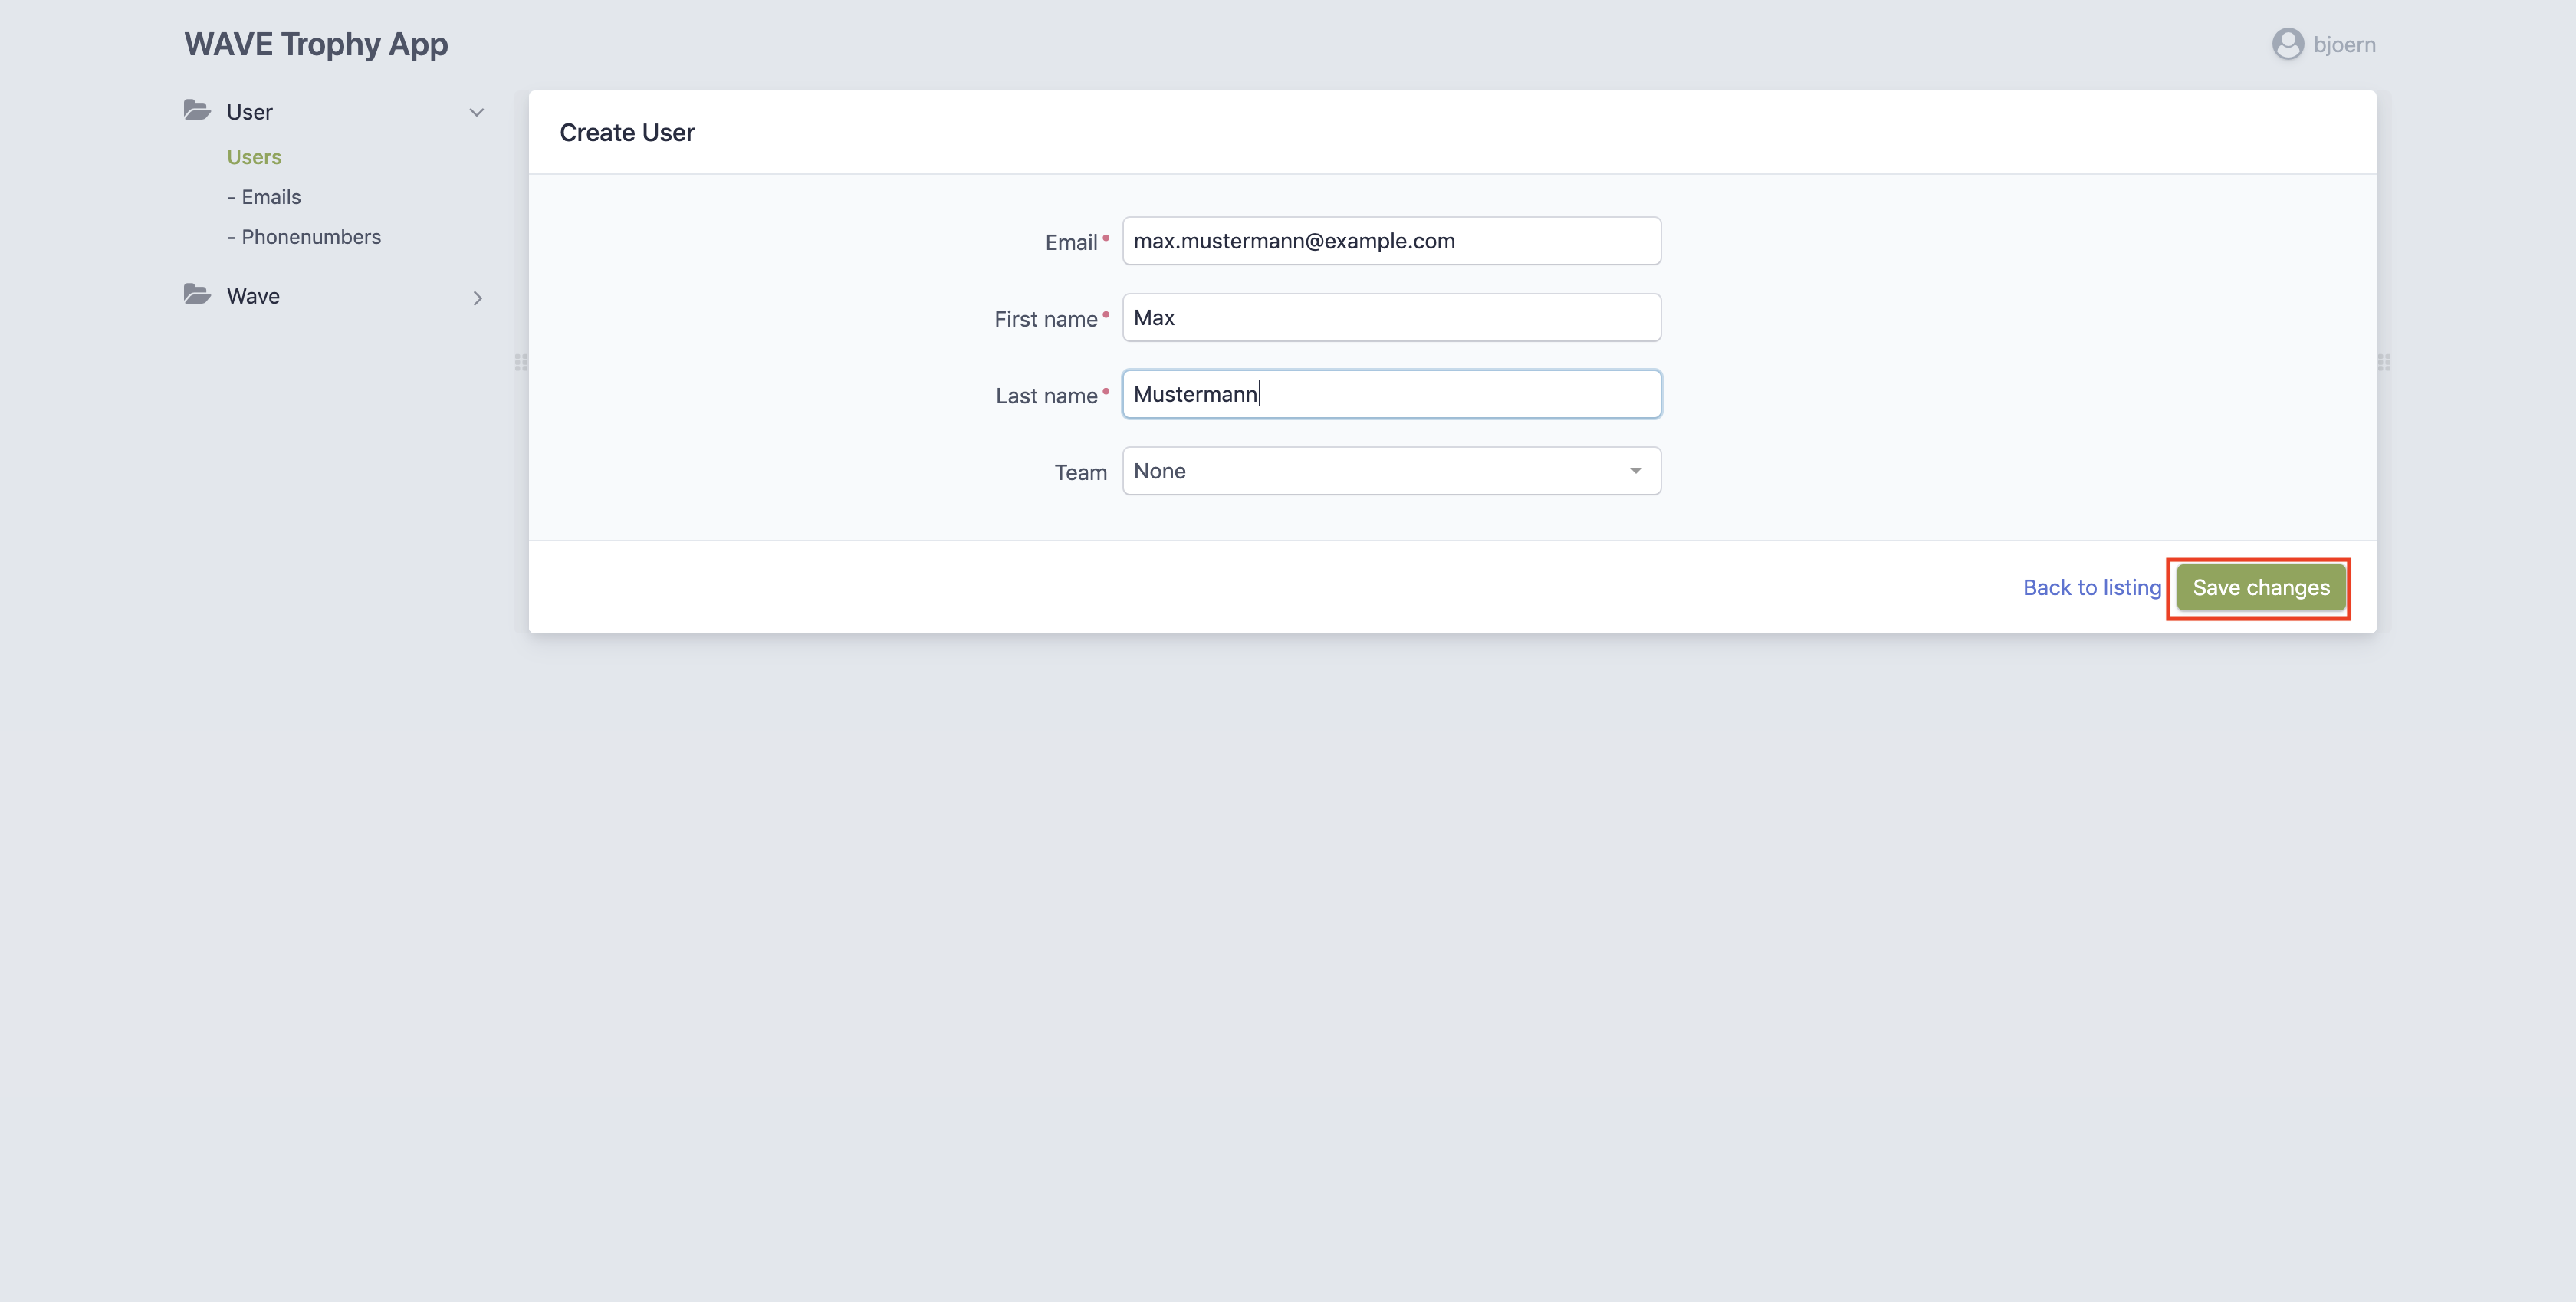 WAVE Trophy App
bjoern
User
Users
- Emails
- Phonenumbers
Wave
Create User
Email
max.mustermann@example.com
First name
Max
Last name
Mustermann
Team
None
Back to listing
Save changes